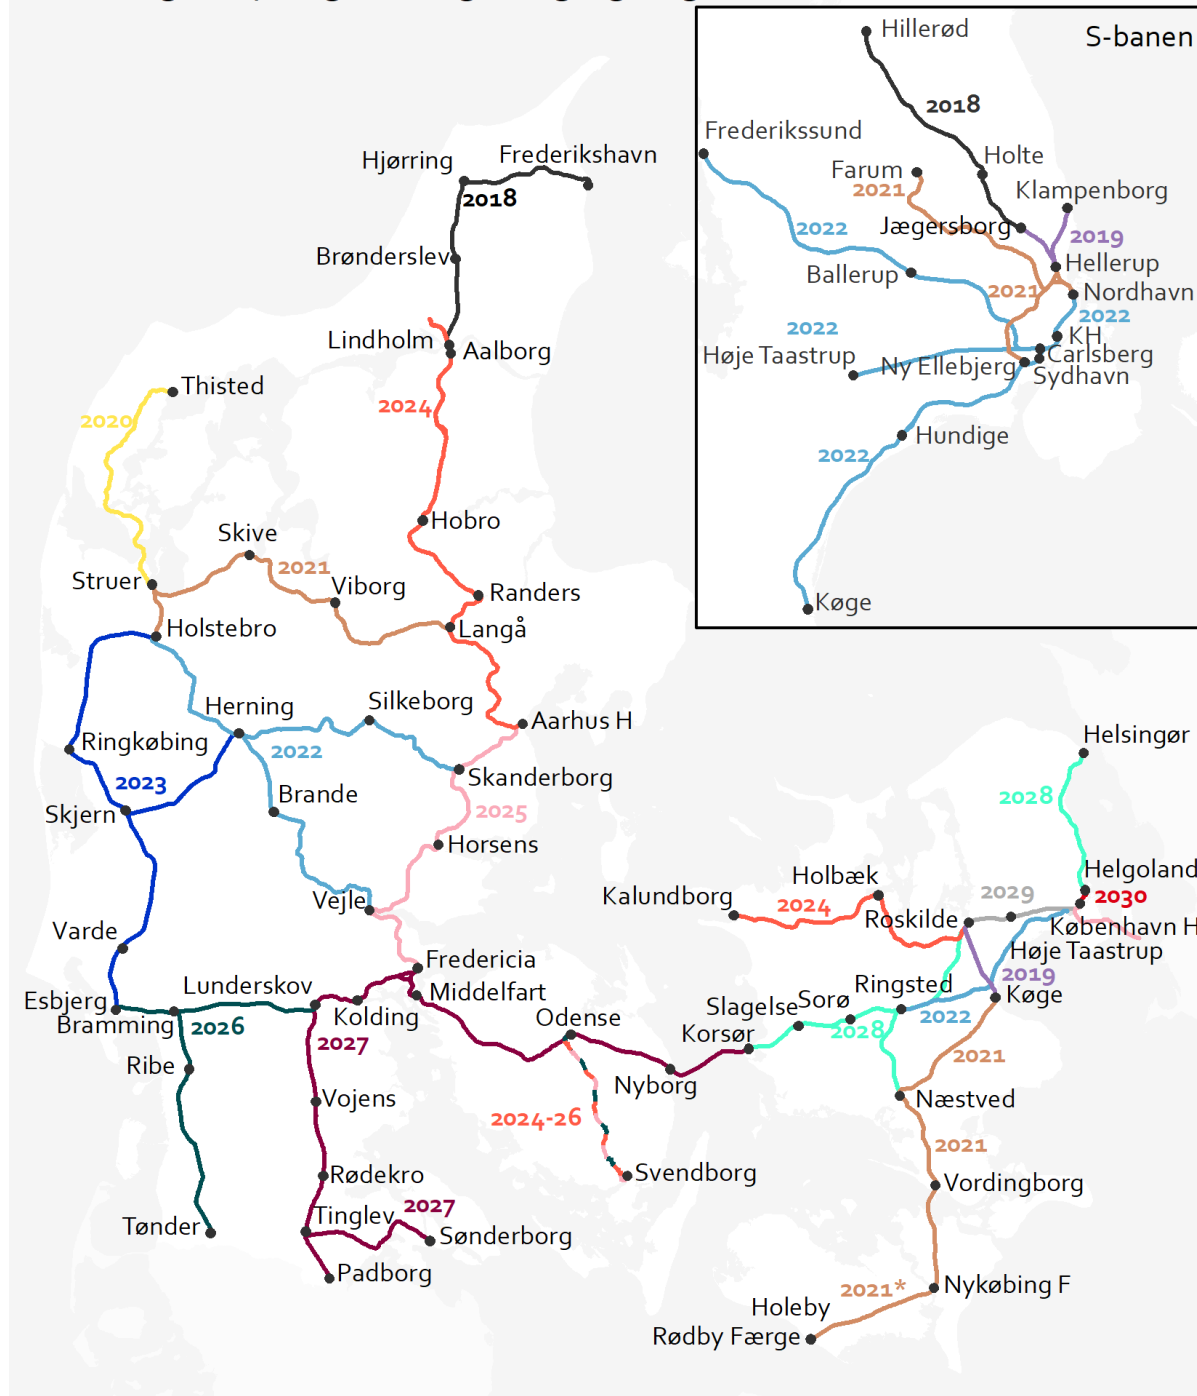 S-banen
Hillerød
2018
Frederikssund
Holte
Farum
2021
Klampenborg
2022
Jægersborg
2019
Hellerup
Ballerup
2021
Nordhavn
2022
2022
KH
Høje Taastrup
Carlsberg
Ny Ellebjerg
Sydhavn
Hundige
2022
Køge
Hjørring
Frederikshavn
2018
Brønderslev
Lindholm
Aalborg
Thisted
2020
2024
Hobro
Skive
2021
Struer
Viborg
Randers
Holstebro
Langå
Silkeborg
Herning
Aarhus H
Ringkøbing
2022
Skanderborg
2023
Brande
Skjern
2025
Horsens
Vejle
Varde
Fredericia
Lunderskov
Middelfart
Esbjerg
Bramming
2026
Kolding
2027
Odense
Ribe
Nyborg
Vojens
2024-26
Rødekro
Svendborg
Tønder
Tinglev
2027
Sønderborg
Padborg
Helsingør
2028
Helgoland
Holbæk
Kalundborg
2024
2029
2030
Roskilde
København H
Høje Taastrup
Ringsted
2019
Køge
Slagelse
Sorø
2022
Korsør
2028
2021
Næstved
2021
Vordingborg
2021*
Nykøbing F
Holeby
Rødby Færge